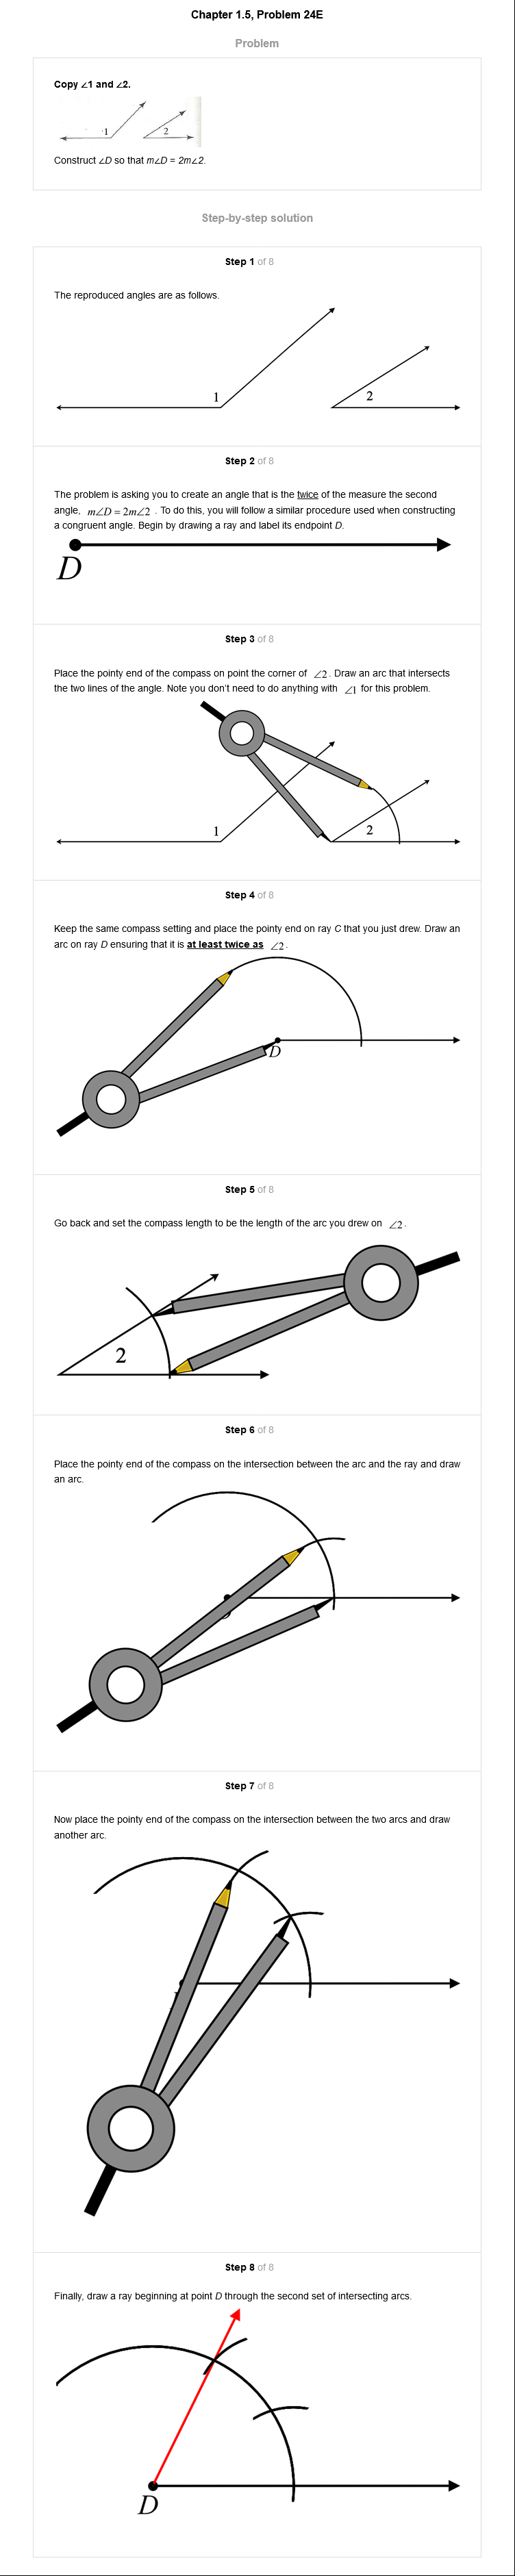 Chapter 1.5, Problem 24E
Problem
Copy ∠1 and ∠2.
1
2
Construct ∠D so that m∠D = 2m∠2.
Step-by-step solution
Step 1 of 8
The reproduced angles are as follows.
1
2
Step 2 of 8
The problem is asking you to create an angle that is the twice of the measure the second
angle, m∠D = 2m∠2 . To do this, you will follow a similar procedure used when constructing
a congruent angle. Begin by drawing a ray and label its endpoint D.
D
Step 3 of 8
Place the pointy end of the compass on point the corner of ∠2. Draw an arc that intersects
the two lines of the angle. Note you don't need to do anything with ∠1 for this problem.
1
2
Step 4 of 8
Keep the same compass setting and place the pointy end on ray C that you just drew. Draw an
arc on ray D ensuring that it is at least twice as ∠2.
D
Step 5 of 8
Go back and set the compass length to be the length of the arc you drew on ∠2.
2
Step 6 of 8
Place the pointy end of the compass on the intersection between the arc and the ray and draw
an arc.
Step 7 of 8
Now place the pointy end of the compass on the intersection between the two arcs and draw
another arc.
Step 8 of 8
Finally, draw a ray beginning at point D through the second set of intersecting arcs.
D